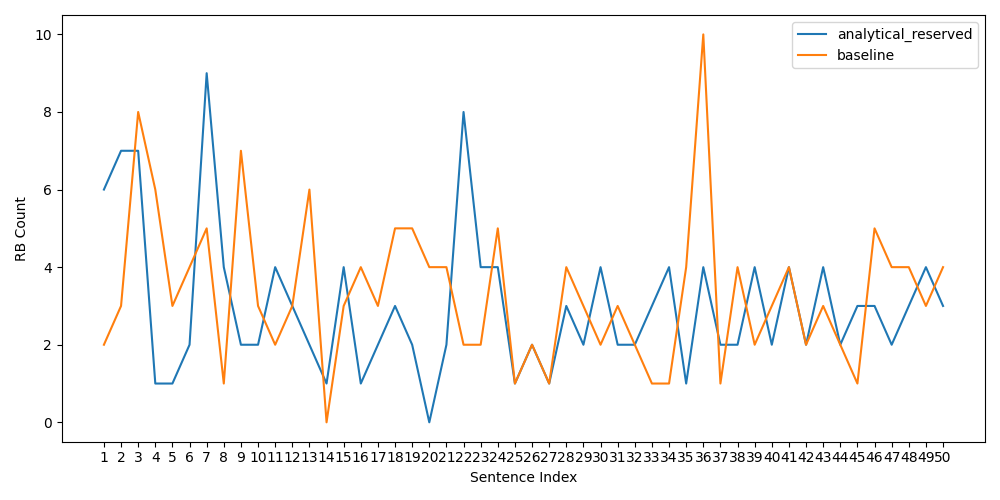 analytical_reserved
baseline
10
8
6
4
2
0
RB Count
1 2 3 4 5 6 7 8 9 10 11 12 13 14 15 16 17 18 19 20 21 22 23 24 25 26 27 28 29 30 31 32 33 34 35 36 37 38 39 40 41 42 43 44 45 46 47 48 49 50
Sentence Index